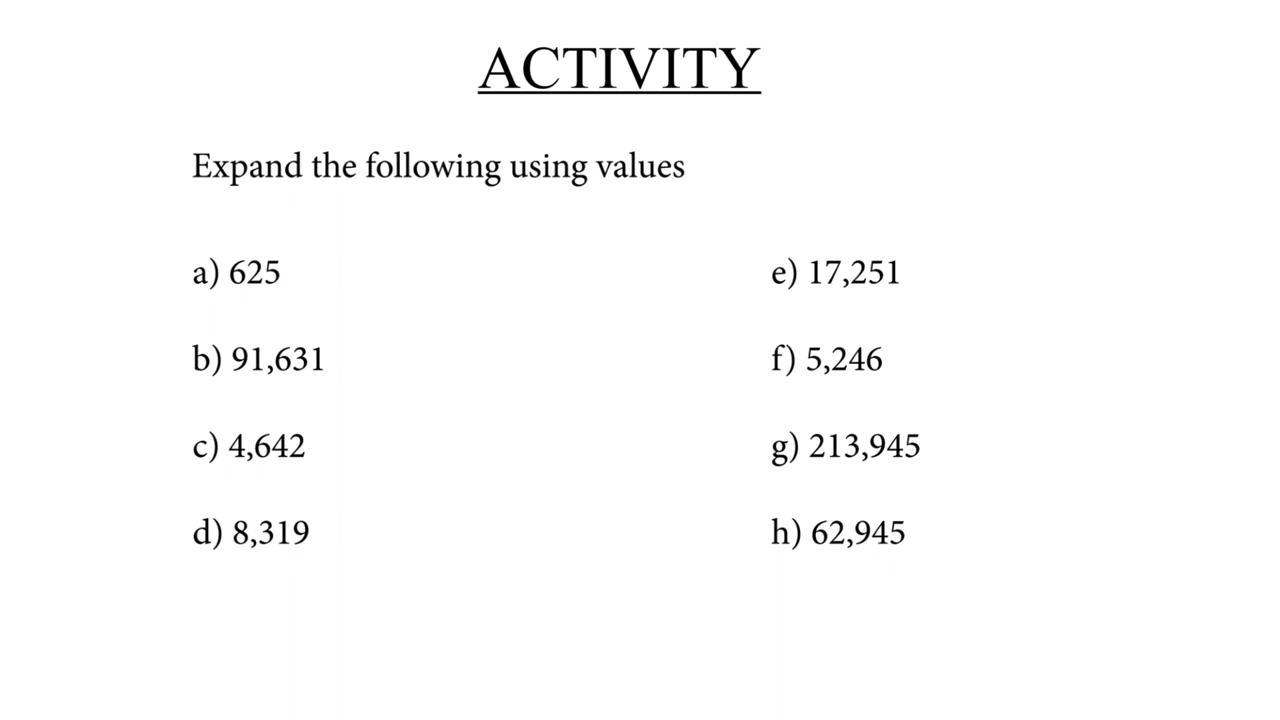 ACTIVITY
Expand the following using values
a) 625
b) 91,631
c) 4,642
d) 8,319
e) 17,251
f) 5,246
g) 213,945
h) 62,945